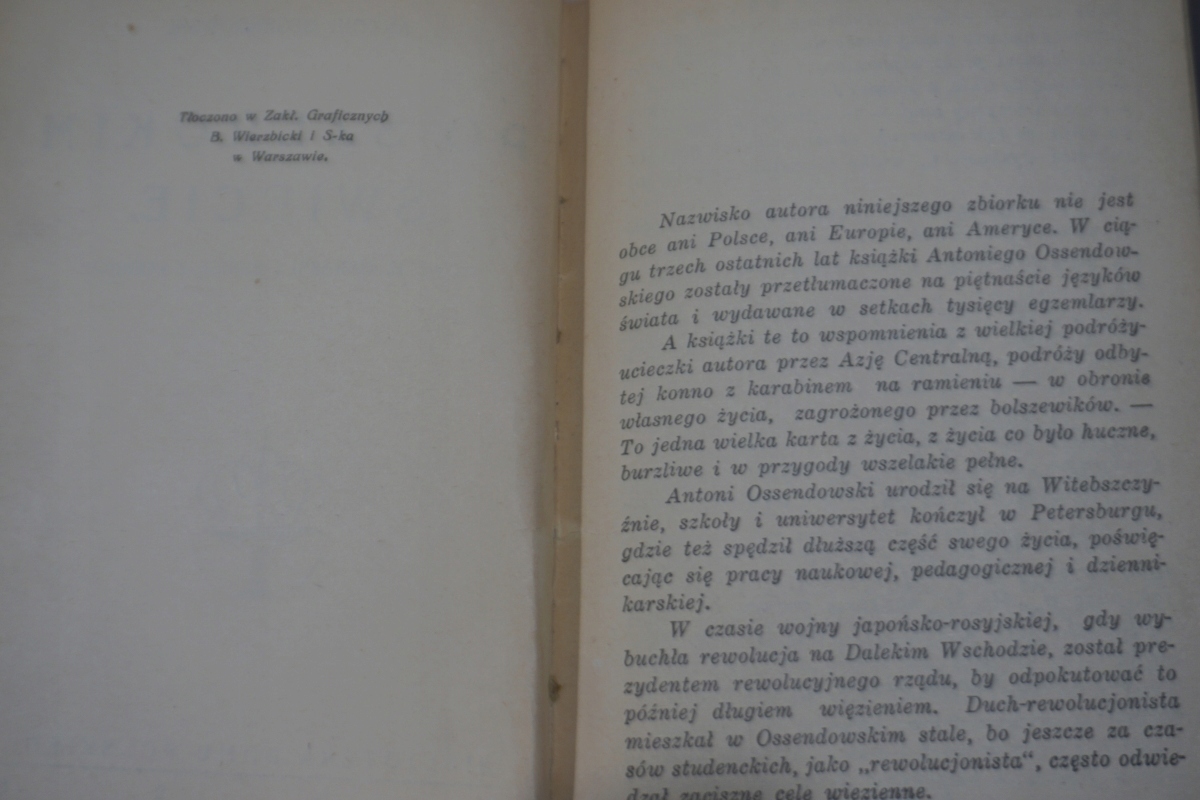 Tłoczono w Zakł. Graficznych
B. Wierzbicki i S-ka
w Warszawie.
Nazwisko autora niniejszego zbiorku nie jest
obce ani Polsce, ani Europie, ani Ameryce. W cią-
gu trzech ostatnich lat książki Antoniego Ossendow-
skiego zostały przetłumaczone na piętnaście języków
świata i wydawane w setkach tysięcy egzemlarzy.
A książki te to wspomnienia z wielkiej podróży-
ucieczki autora przez Azję Centralną, podróży odby-
tej konno z karabinem na ramieniu — w obronie
własnego życia, zagrożonego przez bolszewików. —
To jedna wielka karta z życia, z życia co było huczne,
burzliwe i w przygody wszelakie pełne.
Antoni Ossendowski urodził się na Witebszczy-
źnie, szkoły i uniwersytet kończył w Petersburgu,
gdzie też spędził dłuższą część swego życia, poświę-
cając się pracy naukowej, pedagogicznej i dzienni-
karskiej.
W czasie wojny japońsko-rosyjskiej, gdy wy-
buchła rewolucja na Dalekim Wschodzie, został pre-
zydentem rewolucyjnego rządu, by odpokutować to
później długiem więzieniem. Duch-rewolucjonista
mieszkał w Ossendowskim stale, bo jeszcze za cza-
sów studenckich, jako „rewolucjonista“, często odwie-
dzał zaciszne cele więzienne.